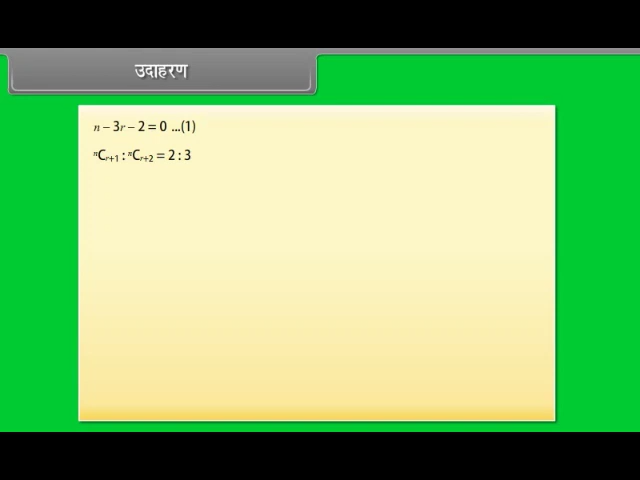 उदाहरण
n – 3r – 2 = 0 ...(1)
ⁿCᵣ₊₁ : ⁿCᵣ₊₂ = 2 : 3